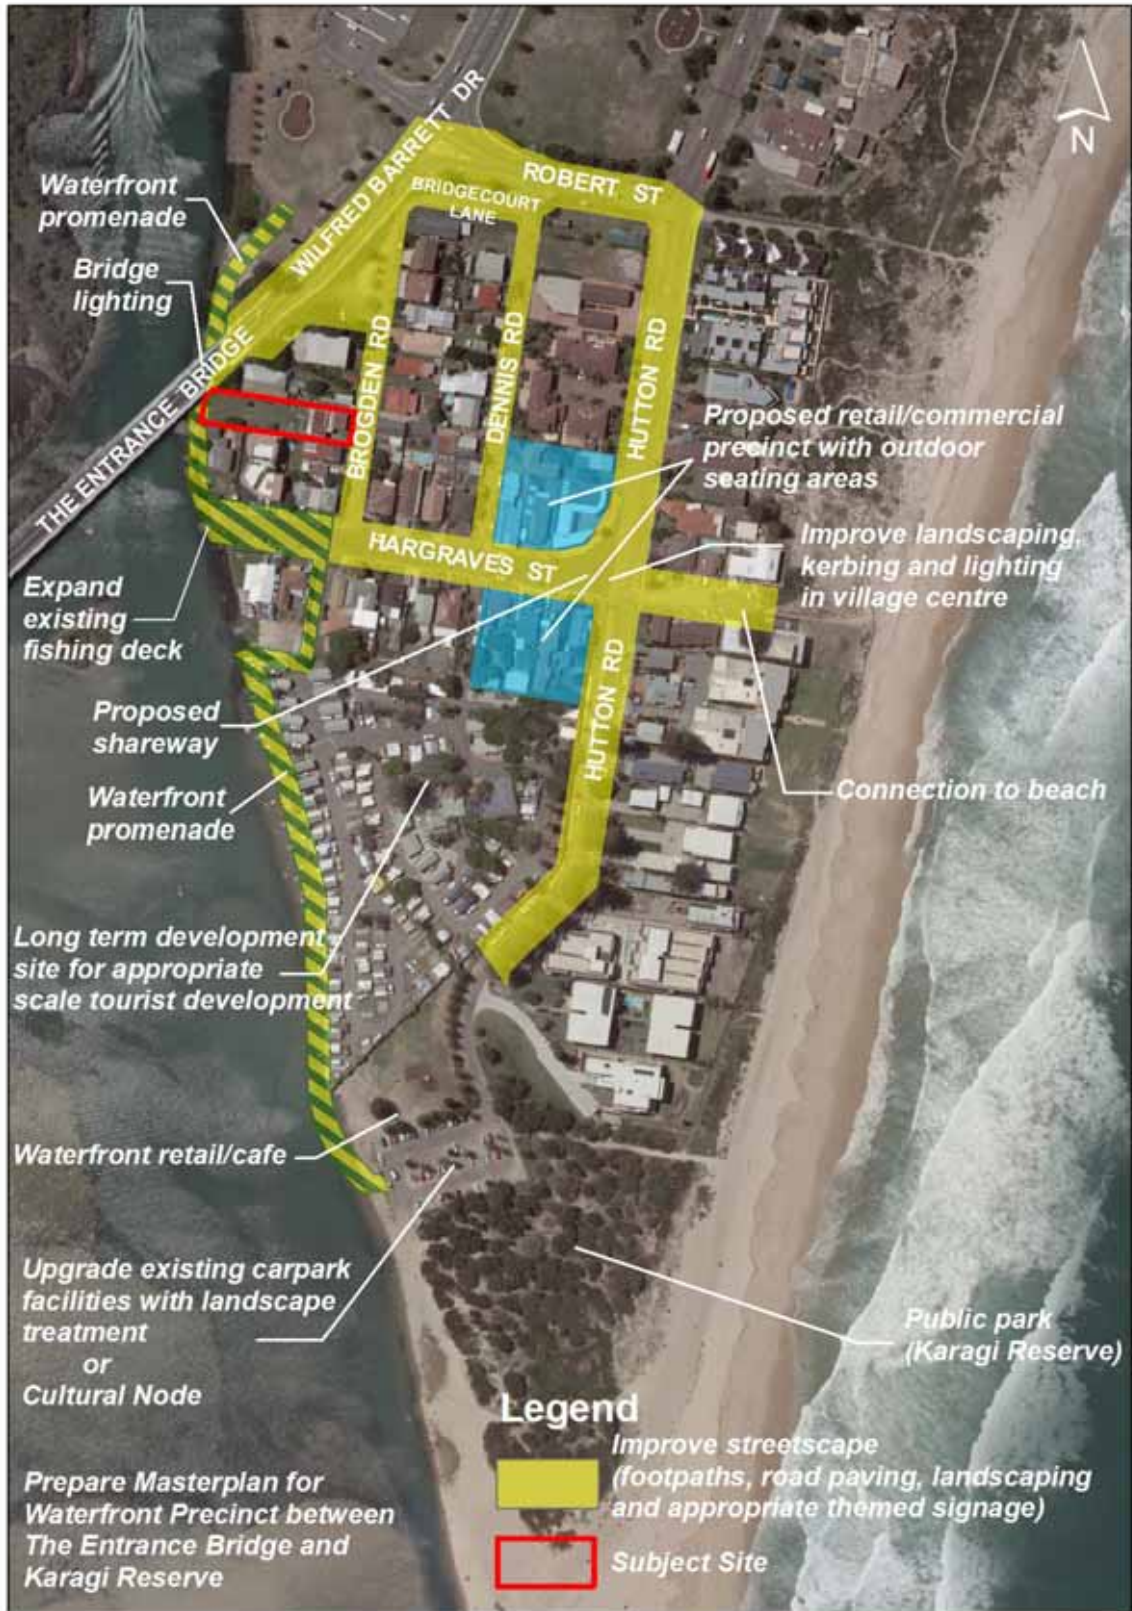 N
WILFRED BARRETT DR
ROBERT ST
BRIDGECOURT
LANE
Waterfront
promenade
Bridge
lighting
THE ENTRANCE BRIDGE
BROGDEN RD
DENNIS RD
HUTTON RD
Proposed retail/commercial
precinct with outdoor
seating areas
HARGRAVES ST
Improve landscaping,
kerbing and lighting
in village centre
Expand
existing
fishing deck
HUTTON RD
Proposed
shareway
Waterfront
promenade
Connection to beach
Long term development
site for appropriate
scale tourist development
Waterfront retail/cafe
Upgrade existing carpark
facilities with landscape
treatment
or
Cultural Node
Public park
(Karagi Reserve)
Prepare Masterplan for
Waterfront Precinct between
The Entrance Bridge and
Karagi Reserve
Legend
Improve streetscape
(footpaths, road paving, landscaping
and appropriate themed signage)
Subject Site